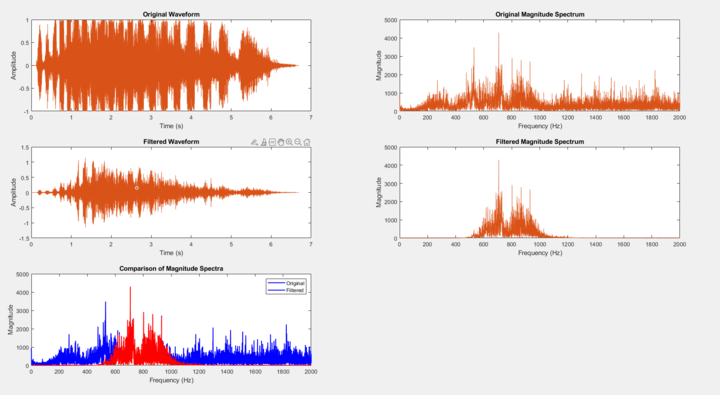 Original Waveform
1
0.5
0
-0.5
-1
Amplitude
0 1 2 3 4 5 6 7
Time (s)
Original Magnitude Spectrum
5000
4000
3000
2000
1000
0
Magnitude
0 200 400 600 800 1000 1200 1400 1600 1800 2000
Frequency (Hz)
Filtered Waveform
1.5
1
0.5
0
-0.5
-1
-1.5
Amplitude
0 1 2 3 4 5 6 7
Time (s)
Filtered Magnitude Spectrum
5000
4000
3000
2000
1000
0
Magnitude
0 200 400 600 800 1000 1200 1400 1600 1800 2000
Frequency (Hz)
Comparison of Magnitude Spectra
5000
4000
3000
2000
1000
0
Magnitude
Original
Filtered
0 200 400 600 800 1000 1200 1400 1600 1800 2000
Frequency (Hz)